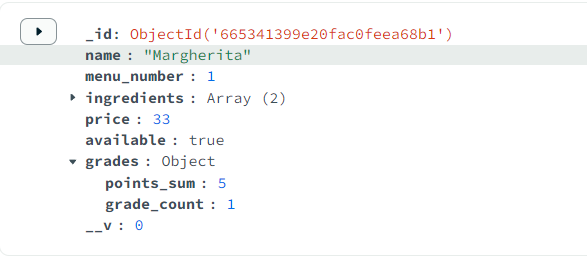 _id: ObjectId('665341399e20fac0feea68b1')
name : "Margherita"
menu_number : 1
ingredients : Array (2)
price : 33
available : true
grades : Object
points_sum : 5
grade_count : 1
__v : 0